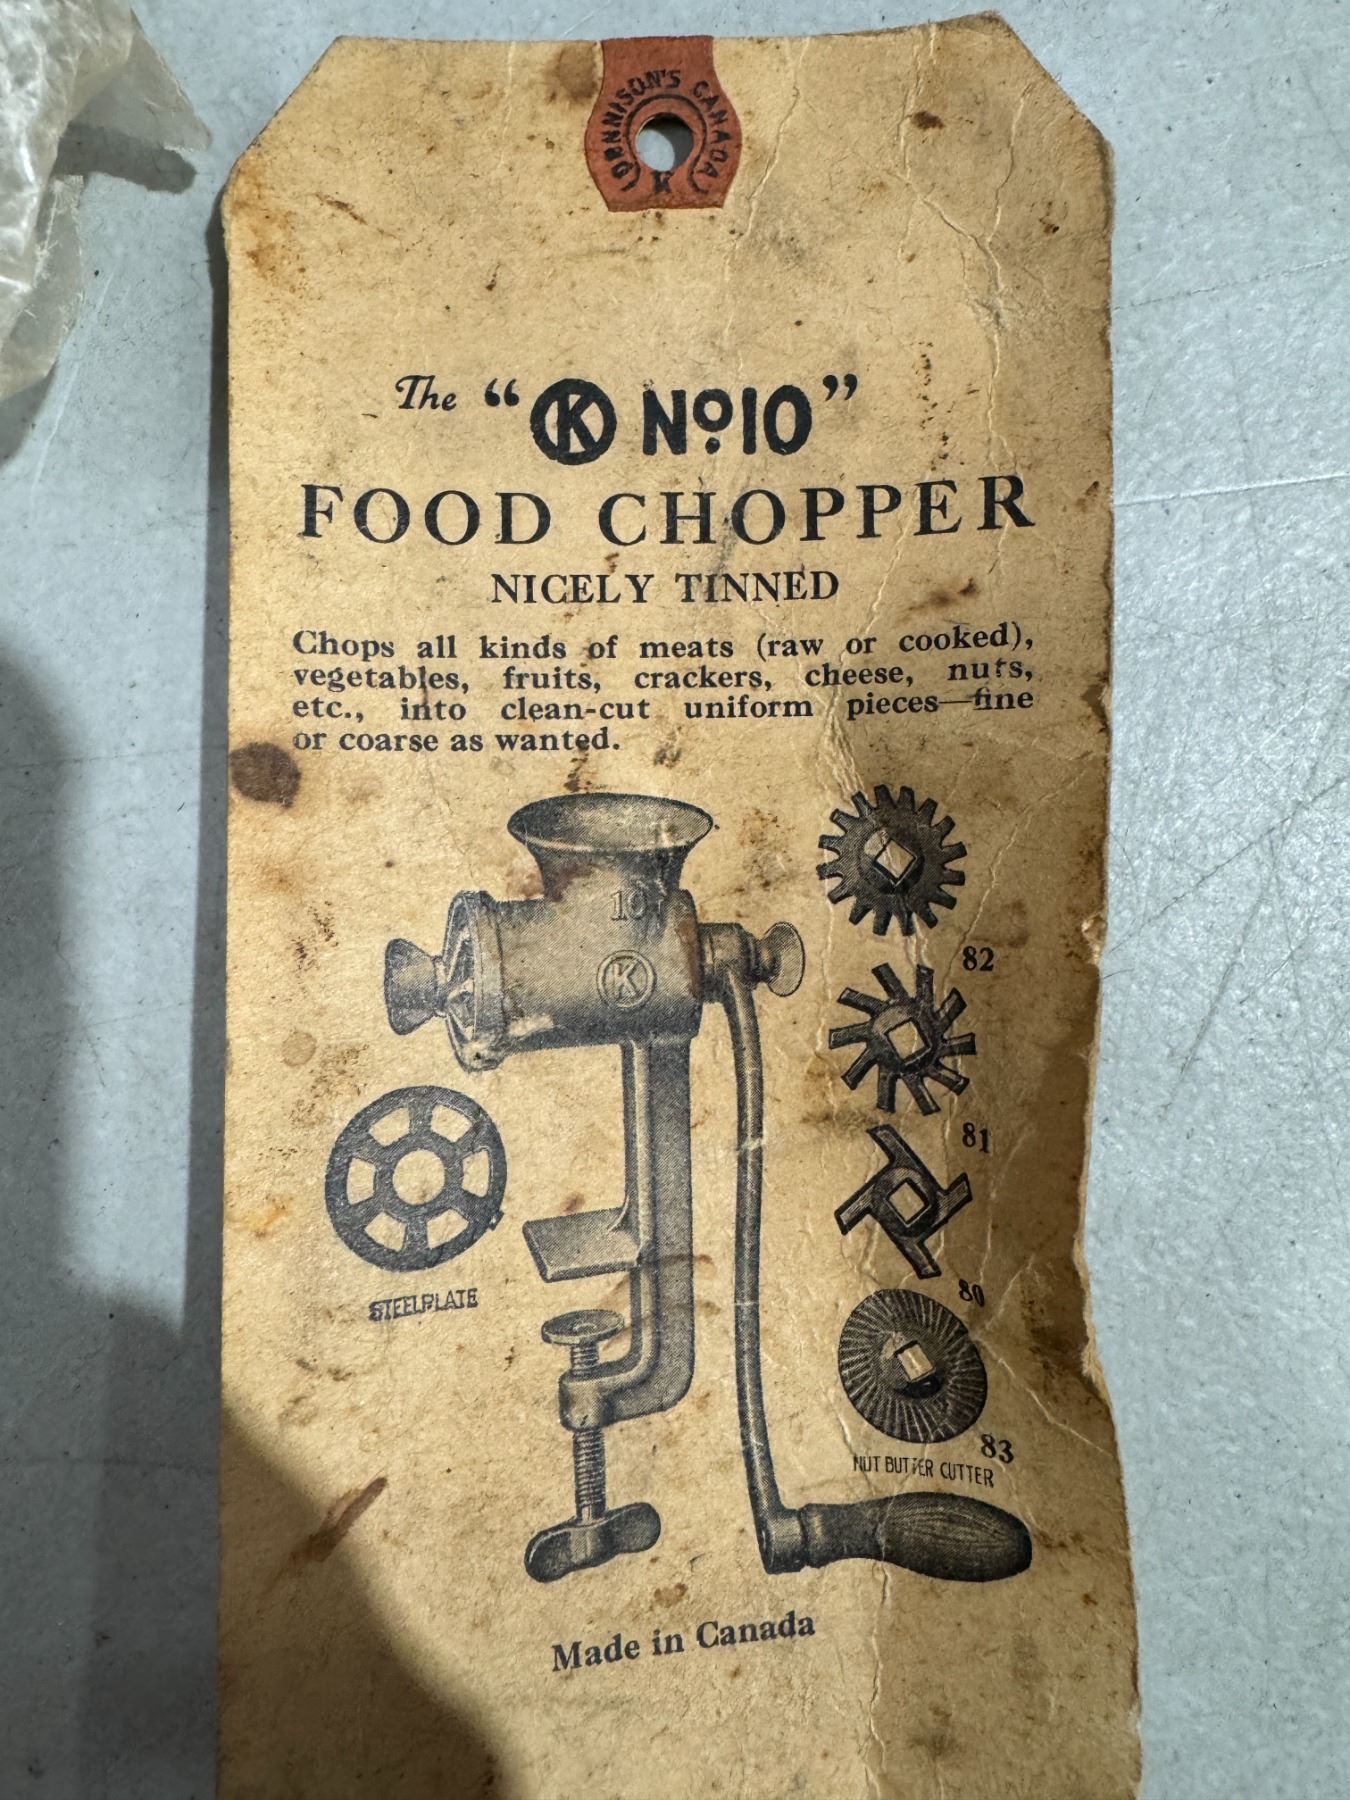 DENNISON'S CANADA
K
The “K No10”
FOOD CHOPPER
NICELY TINNED
Chops all kinds of meats (raw or cooked),
vegetables, fruits, crackers, cheese, nuts,
etc., into clean-cut uniform pieces—fine
or coarse as wanted.
10
K
82
81
80
STEELPLATE
83
NUT BUTTER CUTTER
Made in Canada